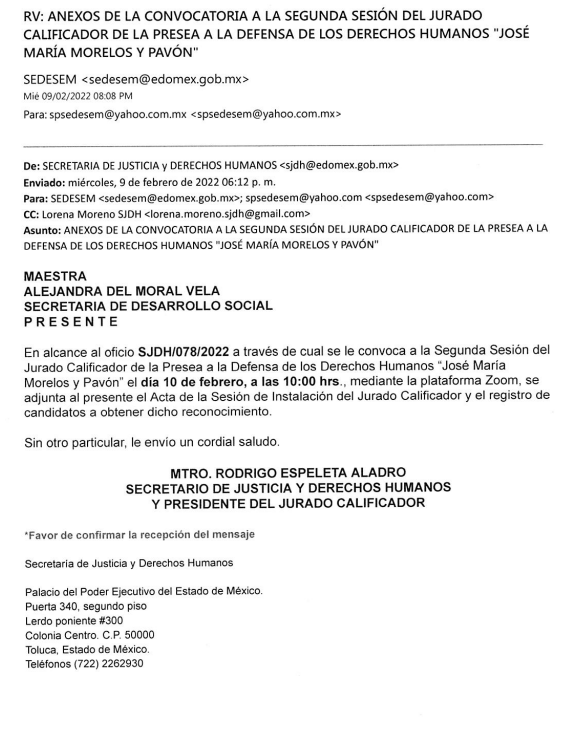 RV: ANEXOS DE LA CONVOCATORIA A LA SEGUNDA SESIÓN DEL JURADO
CALIFICADOR DE LA PRESEA A LA DEFENSA DE LOS DERECHOS HUMANOS "JOSÉ
MARÍA MORELOS Y PAVÓN"
SEDESEM <sedesem@edomex.gob.mx>
Mié 09/02/2022 08:08 PM
Para: spsedesem@yahoo.com.mx <spsedesem@yahoo.com.mx>
De: SECRETARIA DE JUSTICIA y DERECHOS HUMANOS <sjdh@edomex.gob.mx>
Enviado: miércoles, 9 de febrero de 2022 06:12 p. m.
Para: SEDESEM <sedesem@edomex.gob.mx>; spsedesem@yahoo.com <spsedesem@yahoo.com>
CC: Lorena Moreno SJDH <lorena.moreno.sjdh@gmail.com>
Asunto: ANEXOS DE LA CONVOCATORIA A LA SEGUNDA SESIÓN DEL JURADO CALIFICADOR DE LA PRESEA A LA
DEFENSA DE LOS DERECHOS HUMANOS "JOSÉ MARÍA MORELOS Y PAVÓN"
MAESTRA
ALEJANDRA DEL MORAL VELA
SECRETARIA DE DESARROLLO SOCIAL
P R E S E N T E
En alcance al oficio SJDH/078/2022 a través de cual se le convoca a la Segunda Sesión del
Jurado Calificador de la Presea a la Defensa de los Derechos Humanos "José María
Morelos y Pavón" el día 10 de febrero, a las 10:00 hrs., mediante la plataforma Zoom, se
adjunta al presente el Acta de la Sesión de Instalación del Jurado Calificador y el registro de
candidatos a obtener dicho reconocimiento.
Sin otro particular, le envío un cordial saludo.
MTRO. RODRIGO ESPELETA ALADRO
SECRETARIO DE JUSTICIA Y DERECHOS HUMANOS
Y PRESIDENTE DEL JURADO CALIFICADOR
*Favor de confirmar la recepción del mensaje
Secretaría de Justicia y Derechos Humanos
Palacio del Poder Ejecutivo del Estado de México.
Puerta 340, segundo piso
Lerdo poniente #300
Colonia Centro. C.P. 50000
Toluca, Estado de México.
Teléfonos (722) 2262930